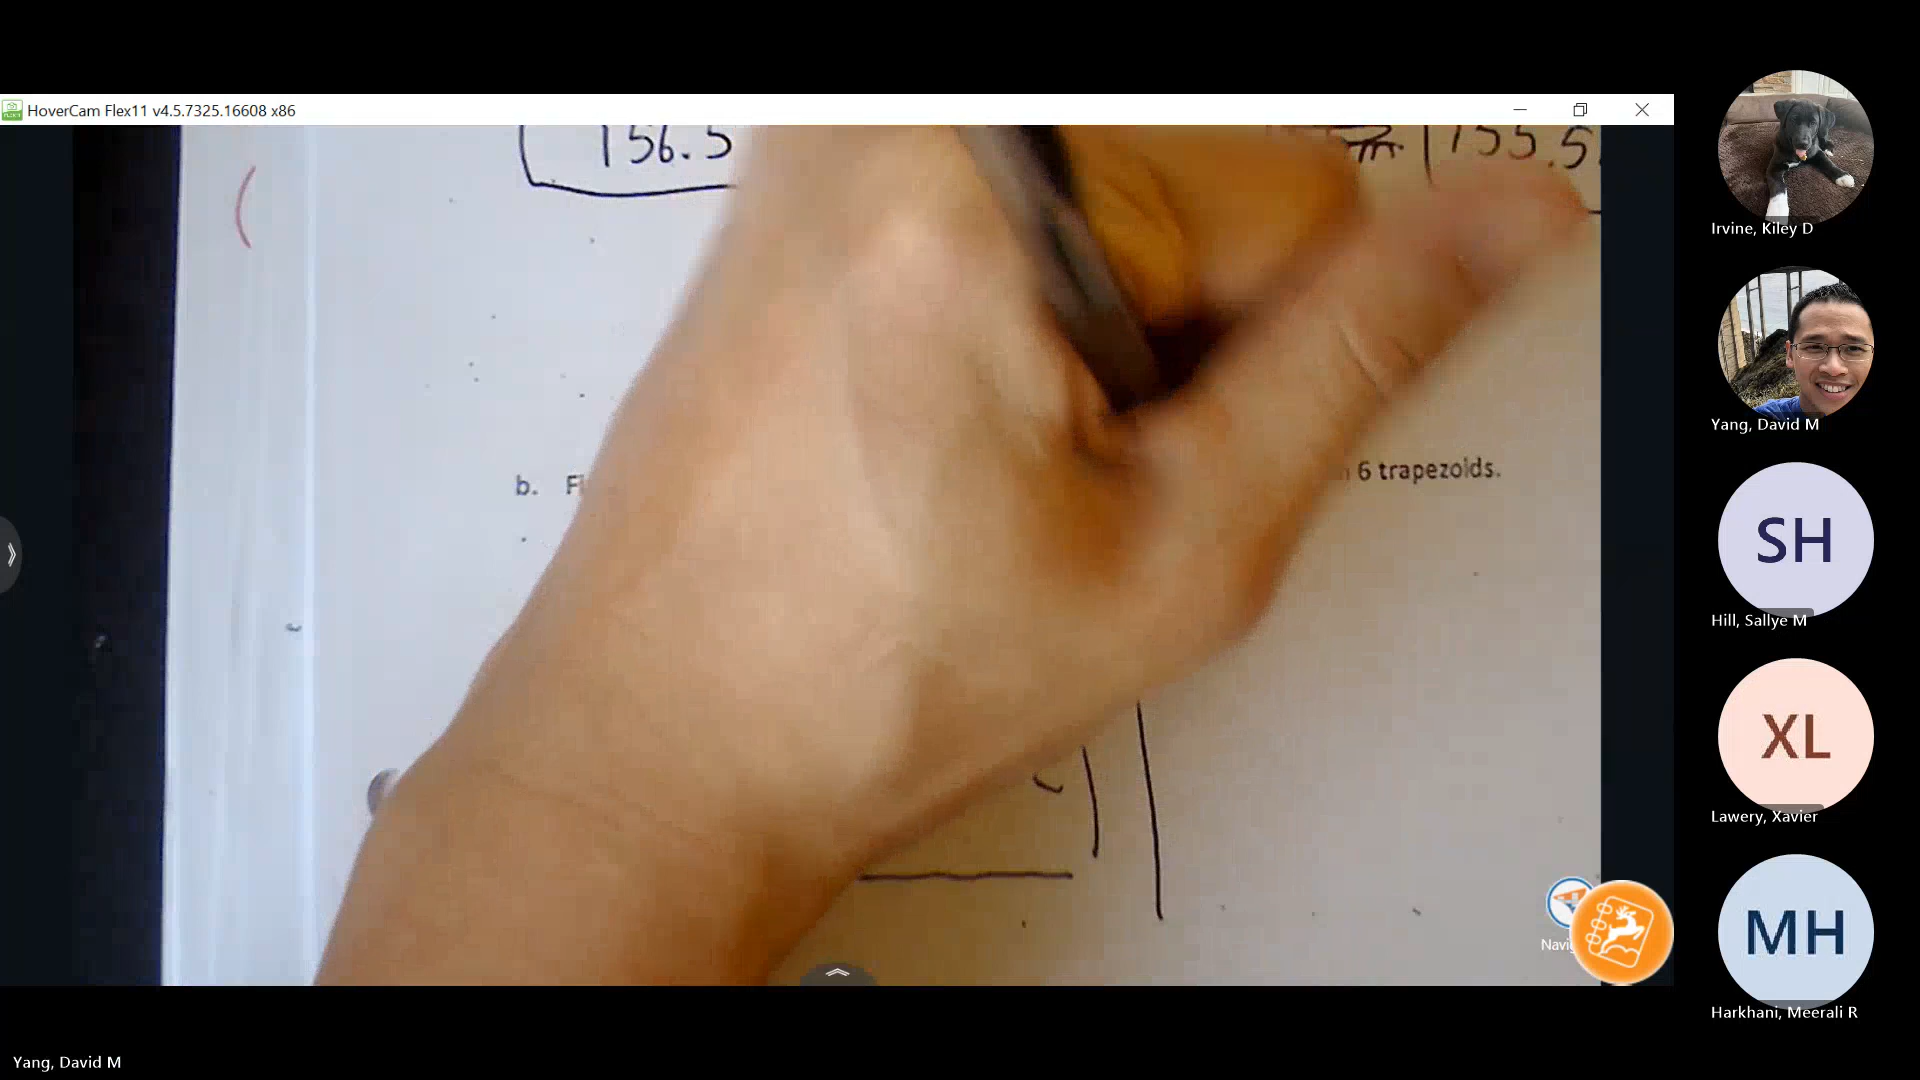 HoverCam Flex11 v4.5.7325.16608 x86
156.5
155.5
b.
6 trapezoids.
Irvine, Kiley D
Yang, David M
SH
Hill, Sallye M
XL
Lawery, Xavier
MH
Harkhani, Meerali R
Yang, David M